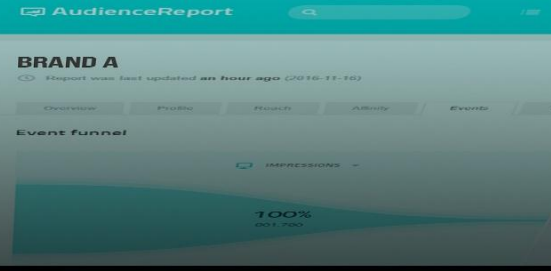 AudienceReport
BRAND A
Report was last updated an hour ago (2016-11-16)
Overview Profile Reach Affinity Events
Event funnel
IMPRESSIONS
100%